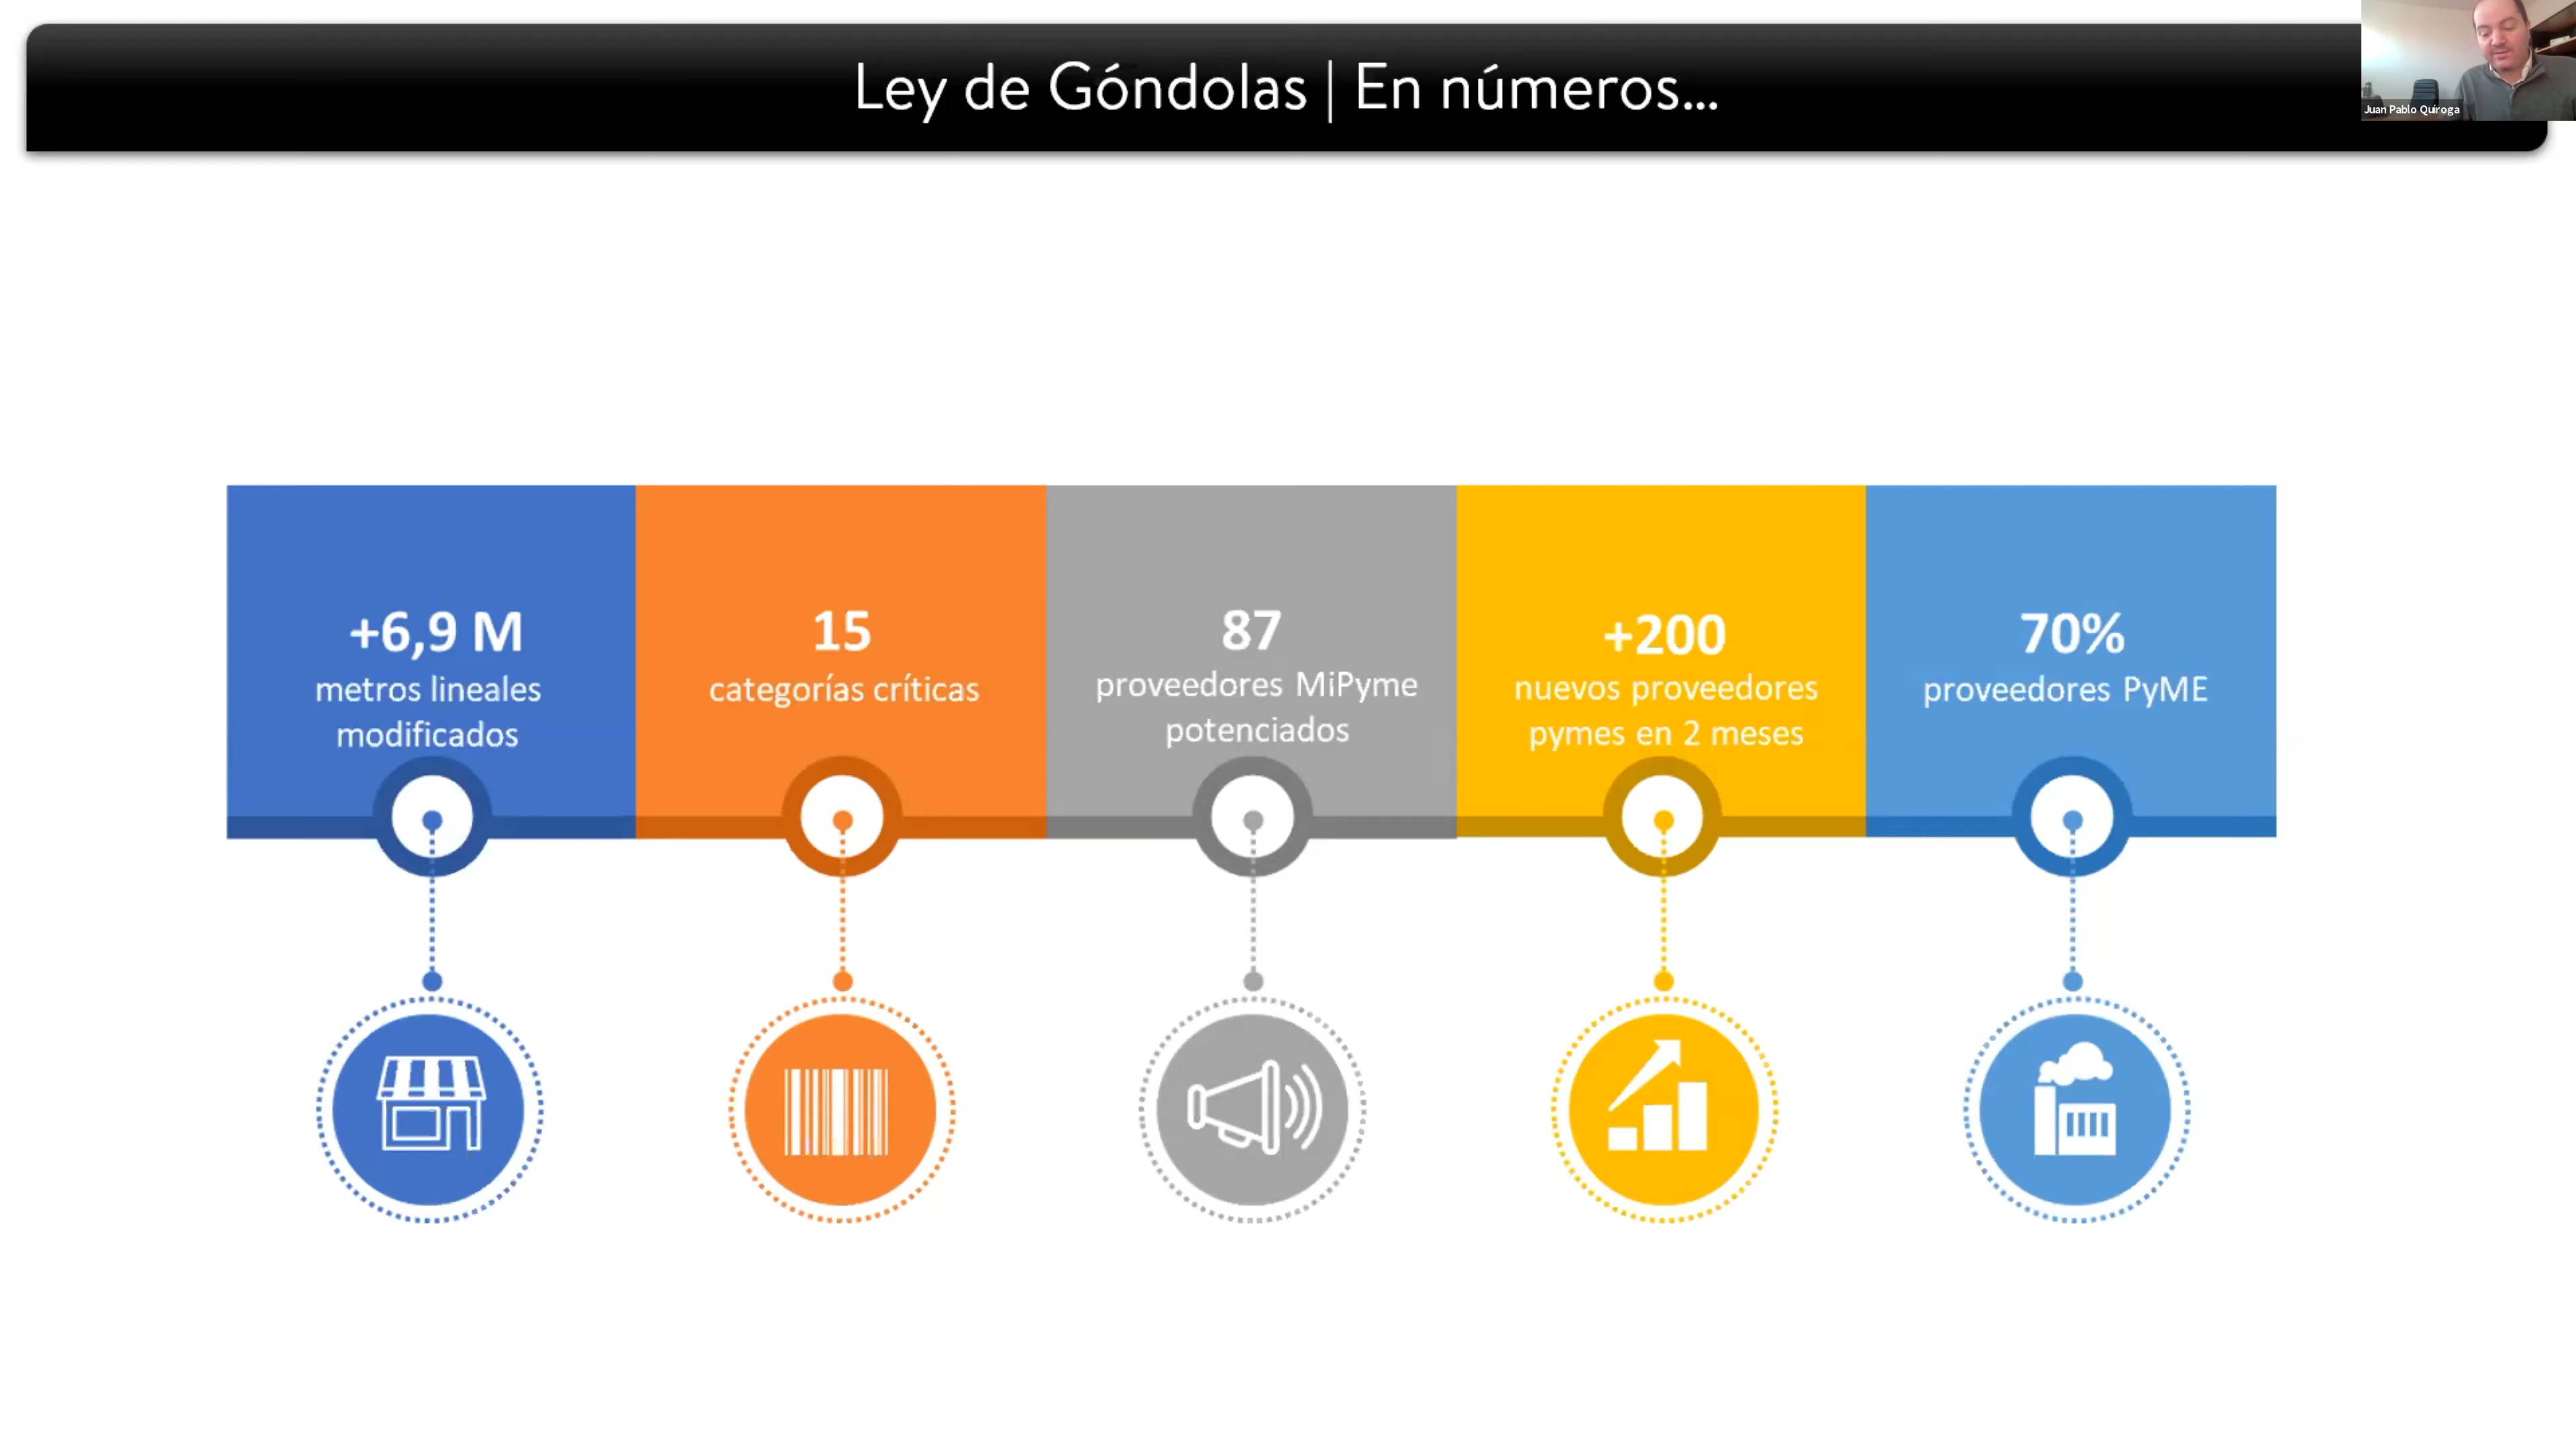 Ley de Góndolas | En números...
Juan Pablo Quiroga
+6,9 M
metros lineales
modificados
15
categorías críticas
87
proveedores MiPyme
potenciados
+200
nuevos proveedores
pymes en 2 meses
70%
proveedores PyME